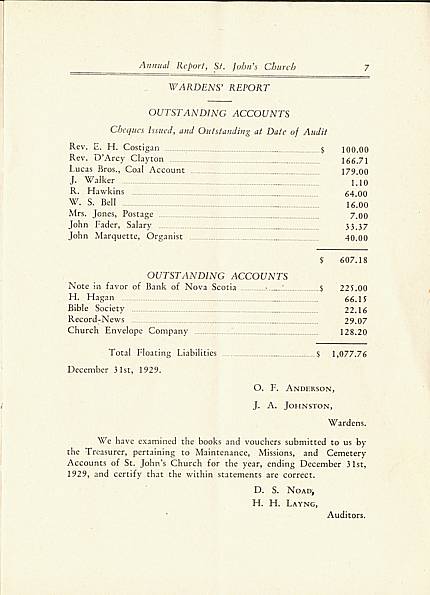 Annual Report, St. John's Church 7
WARDENS' REPORT
OUTSTANDING ACCOUNTS
Cheques Issued, and Outstanding at Date of Audit
Rev. E. H. Costigan $ 100.00
Rev. D'Arcy Clayton 166.71
Lucas Bros., Coal Account 179.00
J. Walker 1.10
R. Hawkins 64.00
W. S. Bell 16.00
Mrs. Jones, Postage 7.00
John Fader, Salary 33.37
John Marquette, Organist 40.00
$ 607.18
OUTSTANDING ACCOUNTS
Note in favor of Bank of Nova Scotia $ 225.00
H. Hagan 66.15
Bible Society 22.16
Record-News 29.07
Church Envelope Company 128.20
Total Floating Liabilities $ 1,077.76
December 31st, 1929.
O. F. ANDERSON,
J. A. JOHNSTON,
Wardens.
We have examined the books and vouchers submitted to us by
the Treasurer, pertaining to Maintenance, Missions, and Cemetery
Accounts of St. John's Church for the year, ending December 31st,
1929, and certify that the within statements are correct.
D. S. NOAD,
H. H. LAYNG,
Auditors.